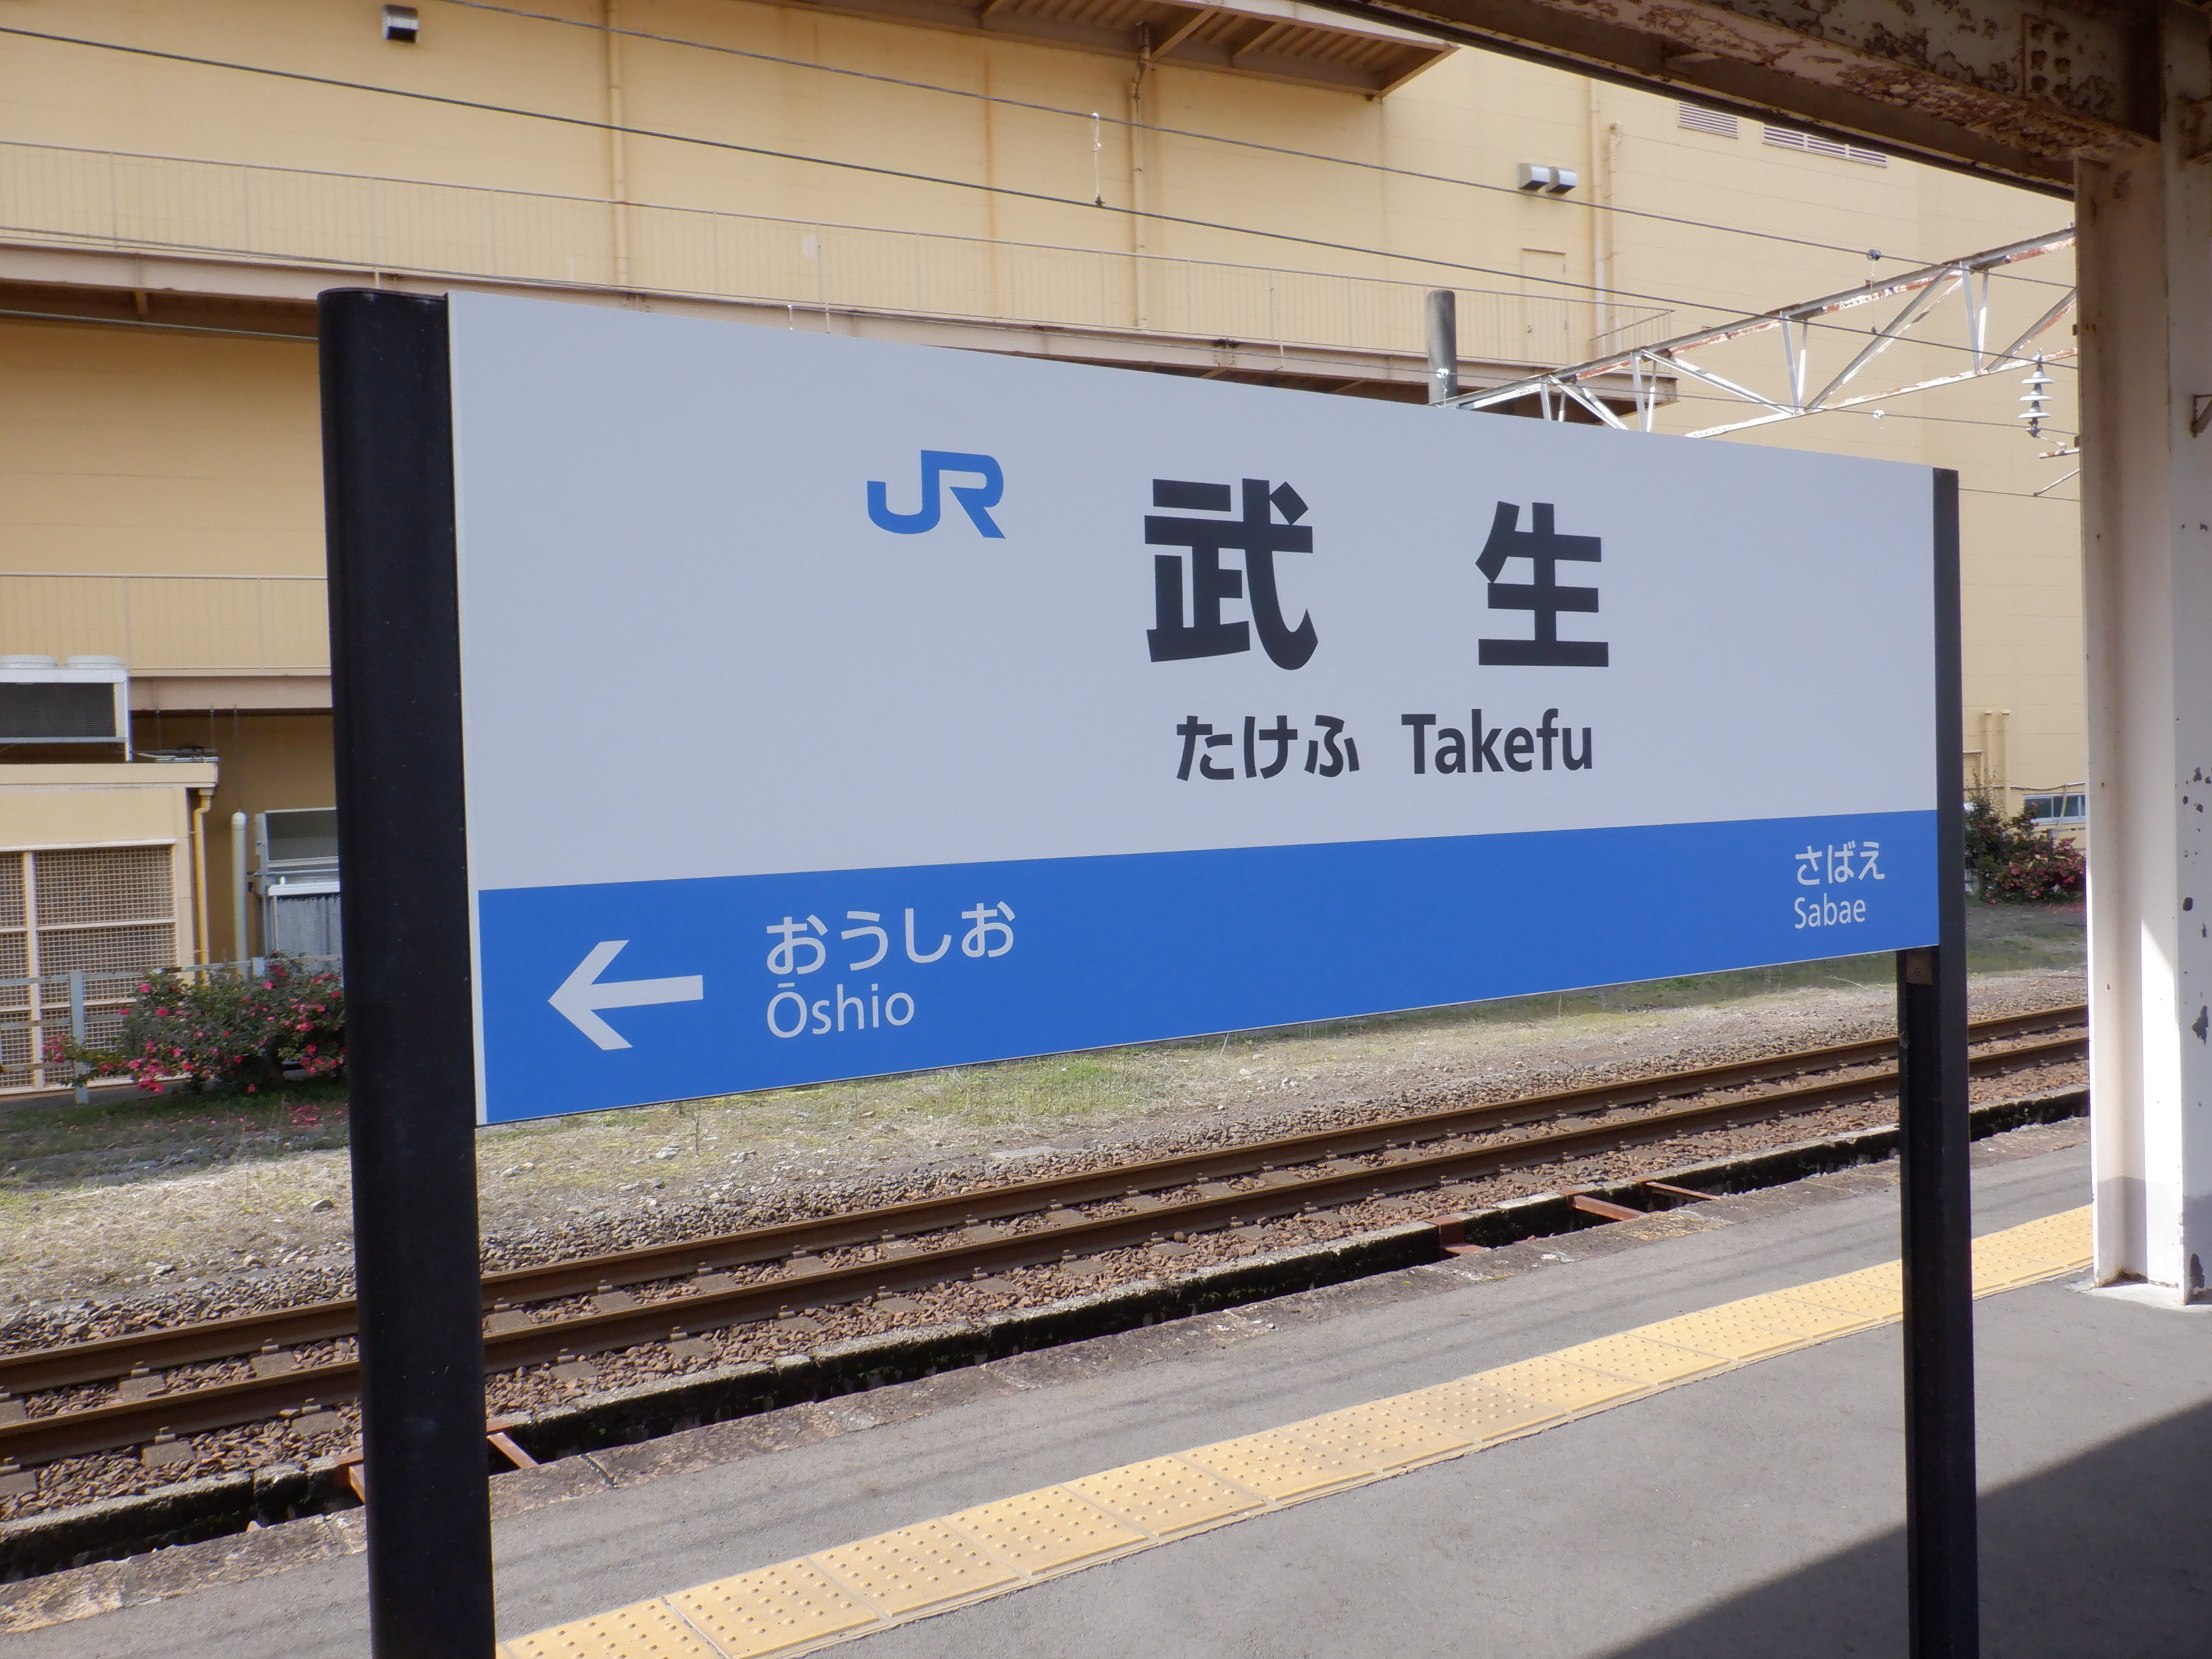 JR 武生
たけふ Takefu
← おうしお
Ōshio
さばえ
Sabae